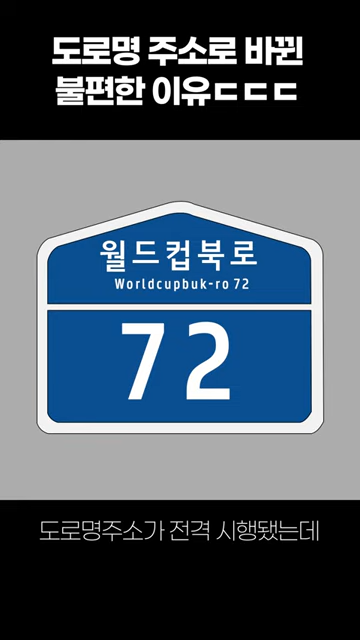 도로명 주소로 바뀐
불편한 이유ㄷㄷㄷ
월드컵북로
Worldcupbuk-ro 72
72
도로명주소가 전격 시행됐는데